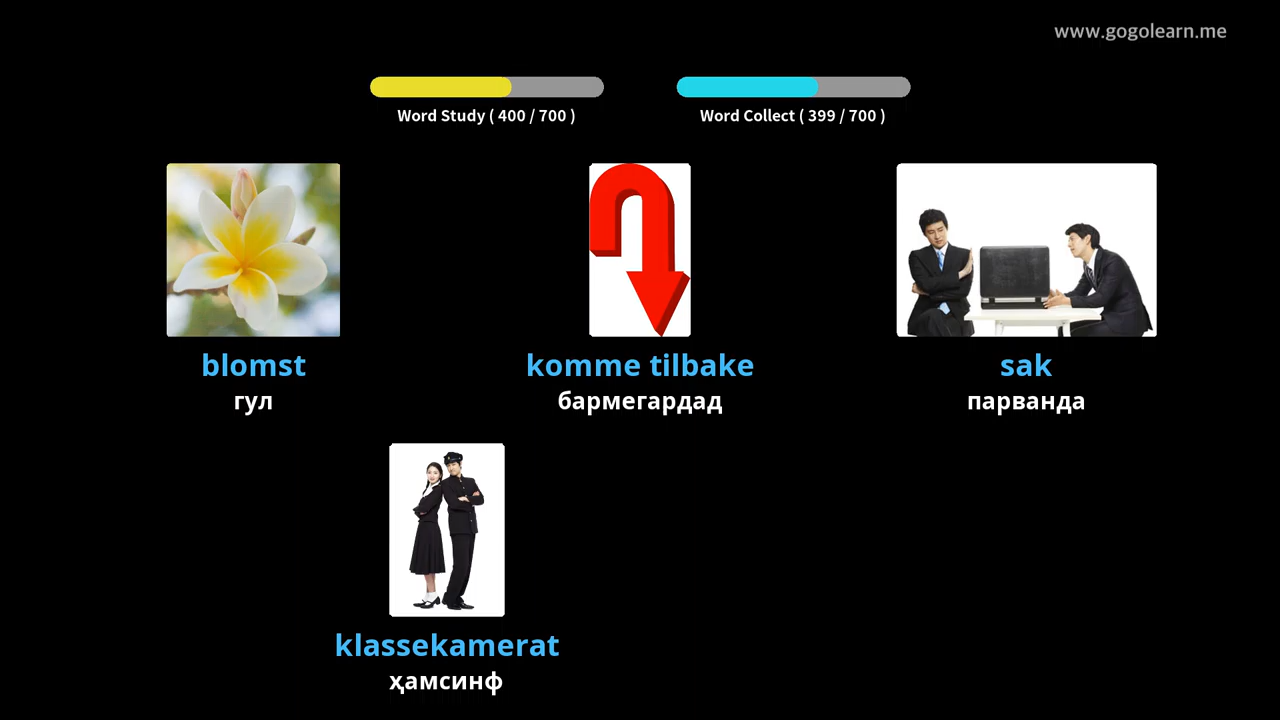 www.gogolearn.me
Word Study ( 400 / 700 )
Word Collect ( 399 / 700 )
blomst
гул
komme tilbake
бармегардад
sak
парванда
klassekamerat
ҳамсинф